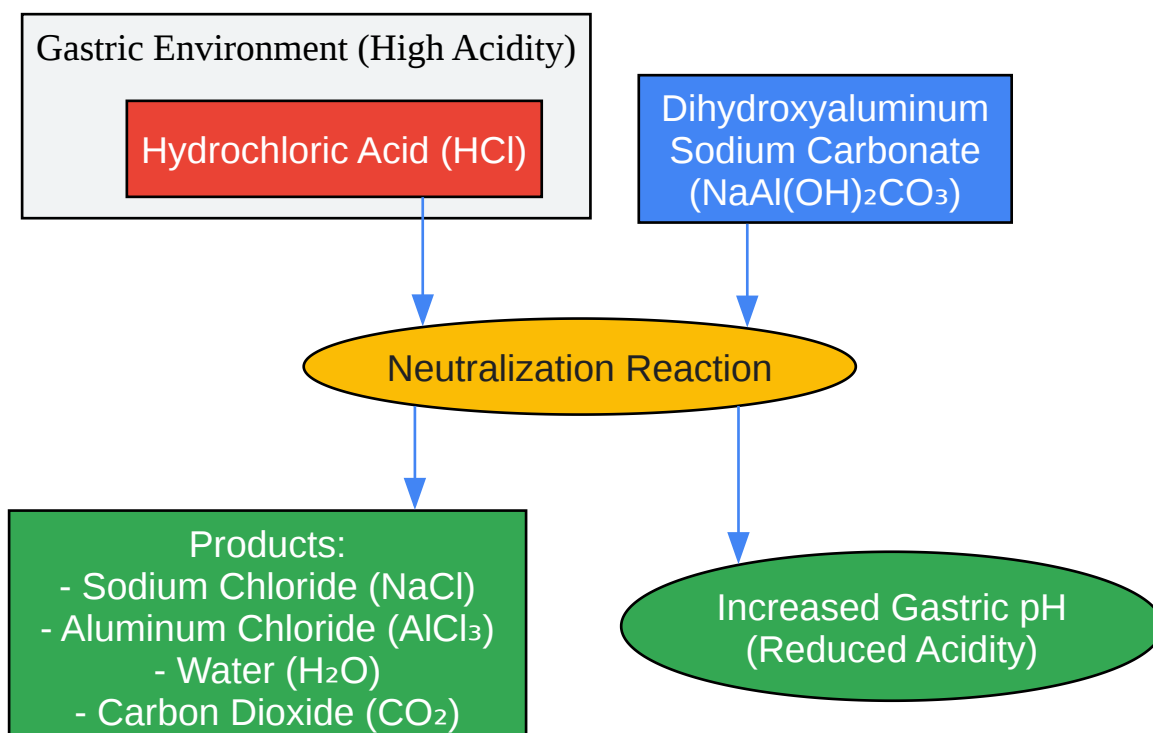 Gastric Environment (High Acidity)
Hydrochloric Acid (HCl)
Dihydroxyaluminum
Sodium Carbonate
(NaAl(OH)₂CO₃)
Neutralization Reaction
Products:
- Sodium Chloride (NaCl)
- Aluminum Chloride (AlCl₃)
- Water (H₂O)
- Carbon Dioxide (CO₂)
Increased Gastric pH
(Reduced Acidity)